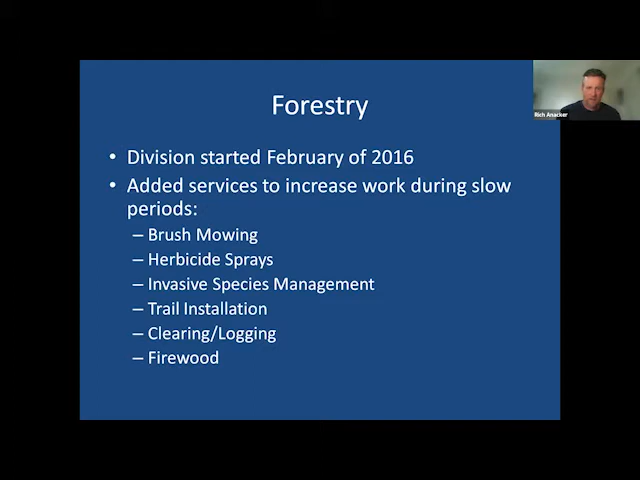 Forestry
Rich Anacker
• Division started February of 2016
• Added services to increase work during slow
periods:
– Brush Mowing
– Herbicide Sprays
– Invasive Species Management
– Trail Installation
– Clearing/Logging
– Firewood